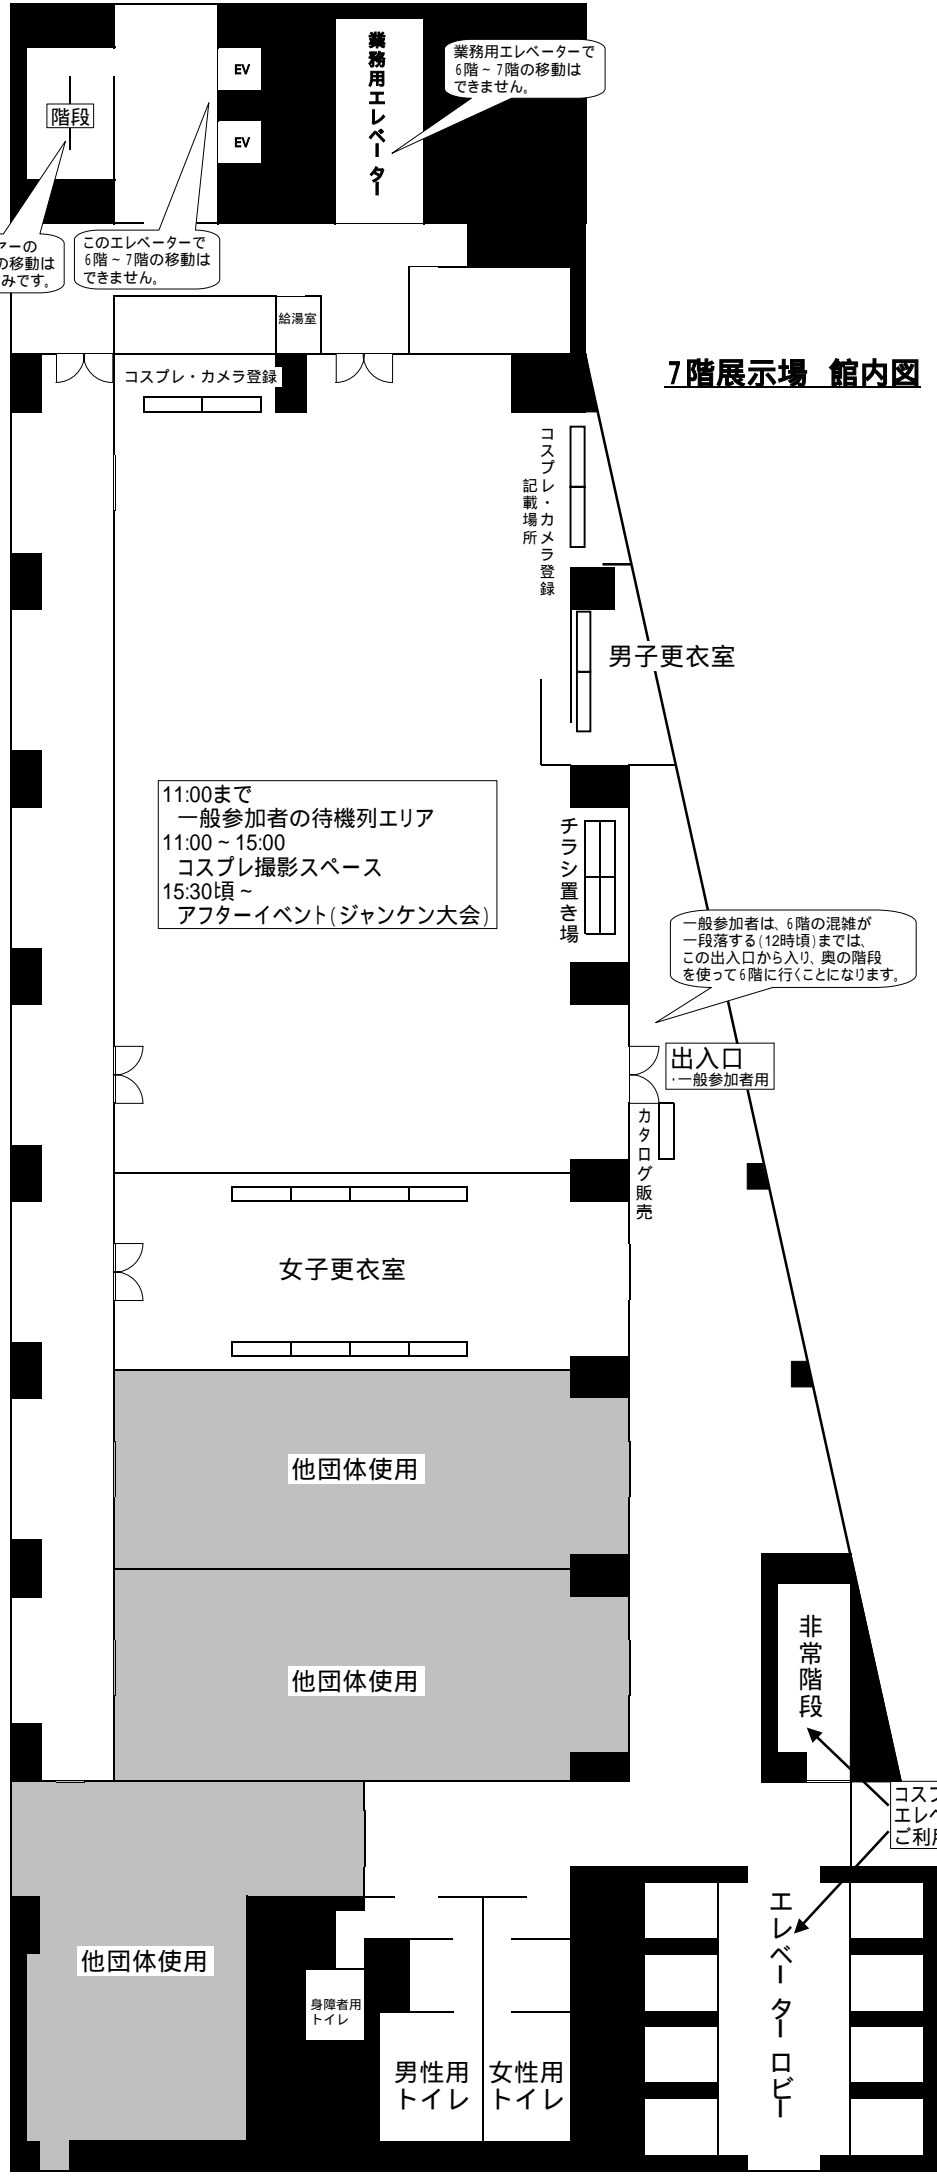 業務用エレベーター
業務用エレベーターで
6階~7階の移動は
できません。
EV
階段
EV
アーの
の移動は
みです。
このエレベーターで
6階~7階の移動は
できません。
給湯室
7階展示場 館内図
コスプレ・カメラ登録
コスプレ・カメラ登録
記載場所
男子更衣室
11:00まで
一般参加者の待機列エリア
11:00~15:00
コスプレ撮影スペース
15:30頃~
アフターイベント(ジャンケン大会)
チラシ置き場
一般参加者は、6階の混雑が
一段落する(12時頃)までは、
この出入口から入り、奥の階段
を使って6階に行くことになります。
出入口
・一般参加者用
カタログ販売
女子更衣室
他団体使用
他団体使用
非常階段
コスプ
エレベ
ご利用
エレベーターロビー
他団体使用
身障者用
トイレ
男性用
トイレ
女性用
トイレ